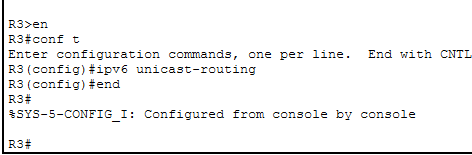 R3>en
R3#conf t
Enter configuration commands, one per line.  End with CNTL
R3(config)#ipv6 unicast-routing
R3(config)#end
R3#
%SYS-5-CONFIG_I: Configured from console by console
R3#